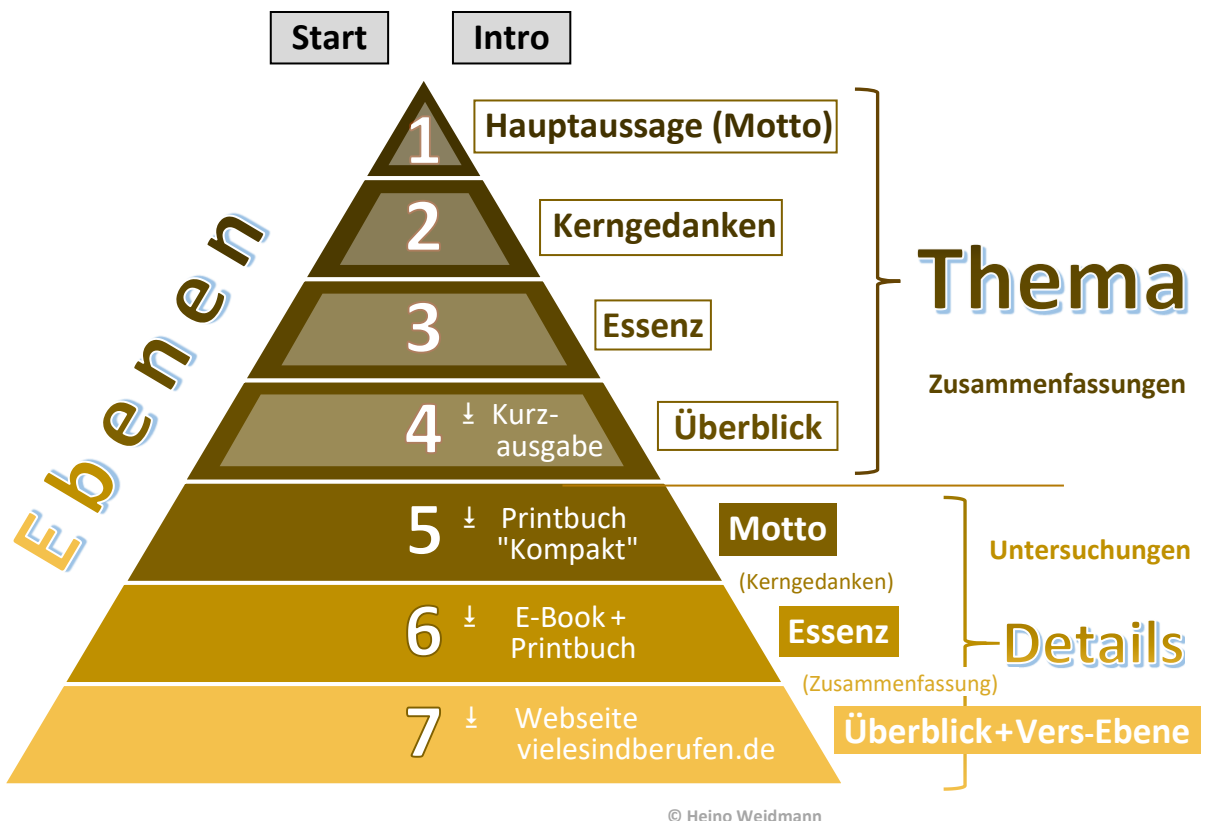 Start
Intro
Ebenen
1
Hauptaussage (Motto)
2
Kerngedanken
3
Essenz
4
⤓ Kurz-
ausgabe
Überblick
Thema
Zusammenfassungen
5
⤓ Printbuch
"Kompakt"
Motto
(Kerngedanken)
Untersuchungen
6
⤓ E-Book +
Printbuch
Essenz
(Zusammenfassung)
Details
7
⤓ Webseite
vielesindberufen.de
Überblick+Vers-Ebene
© Heino Weidmann